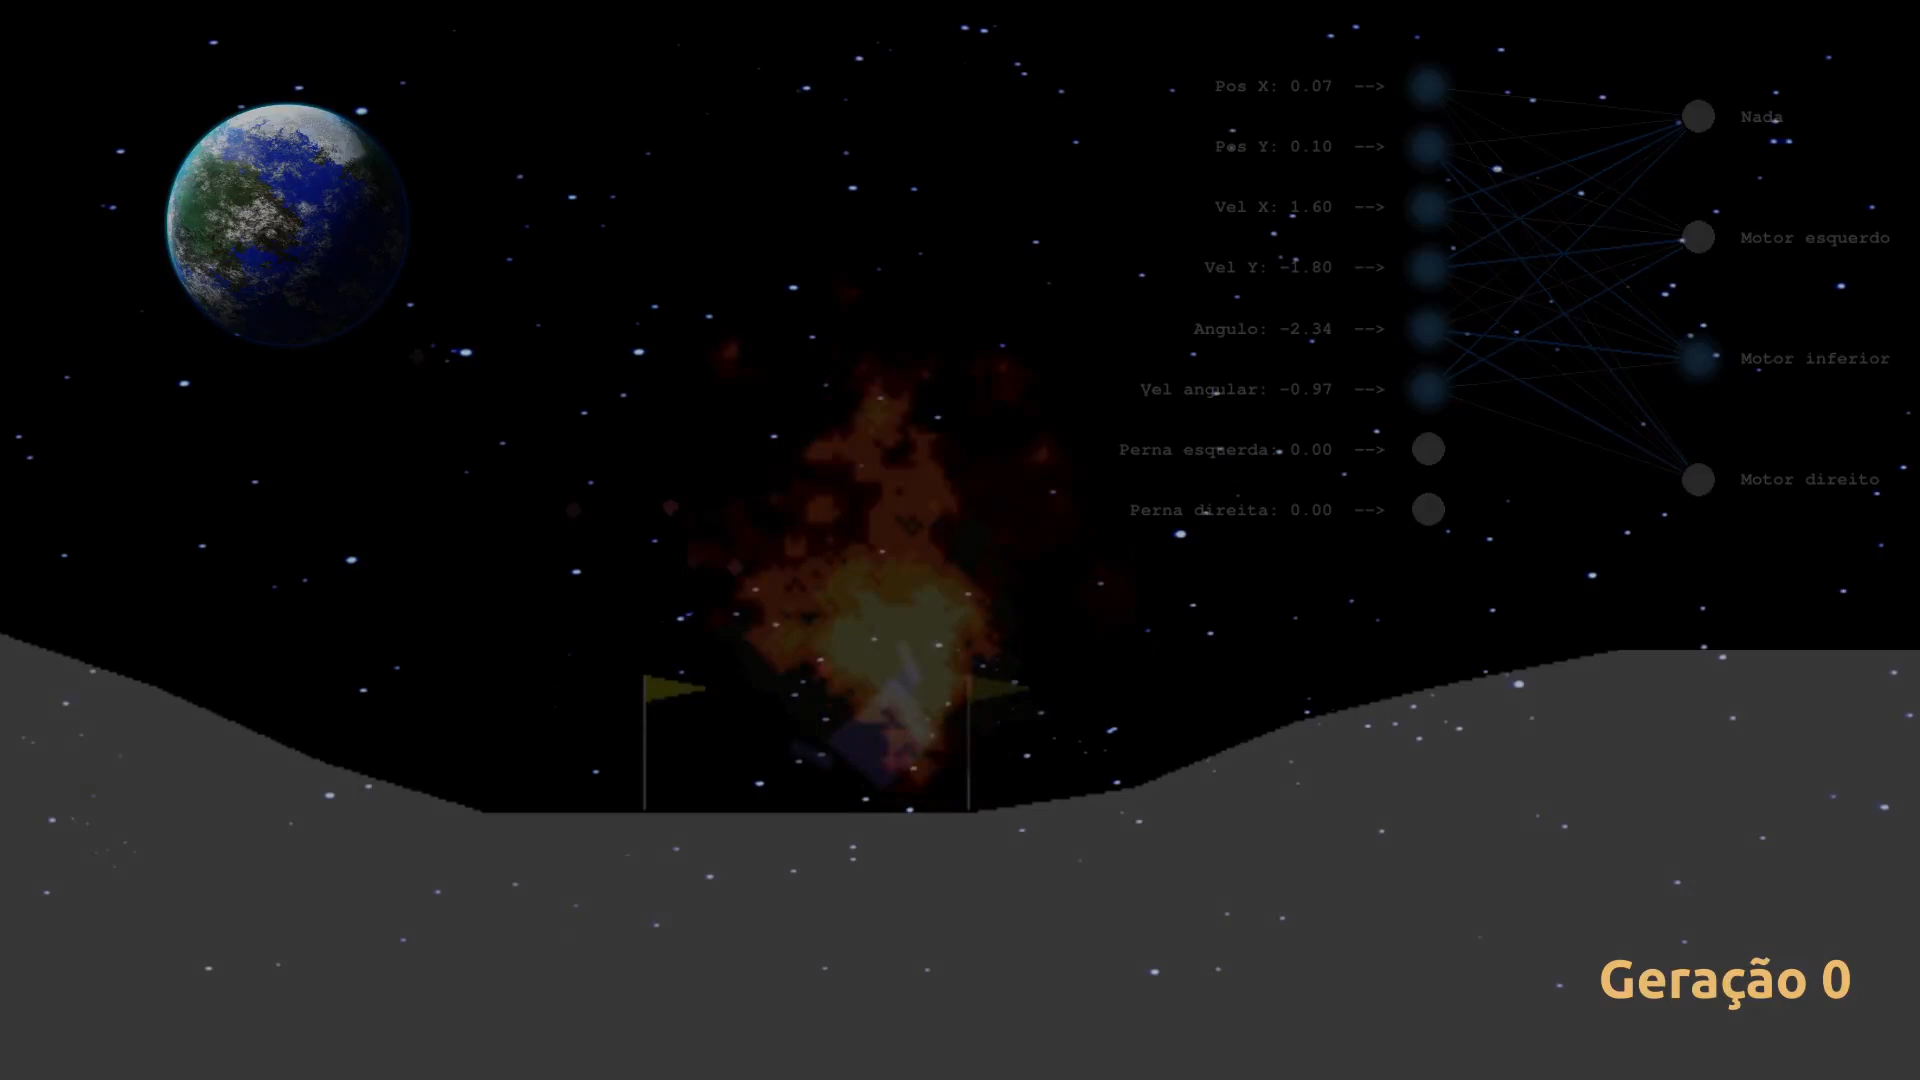 Pos X: 0.07 -->
Pos Y: 0.10 -->
Vel X: 1.60 -->
Vel Y: -1.80 -->
Angulo: -2.34 -->
Vel angular: -0.97 -->
Perna esquerda: 0.00 -->
Perna direita: 0.00 -->
Nada
Motor esquerdo
Motor inferior
Motor direito
Geração 0